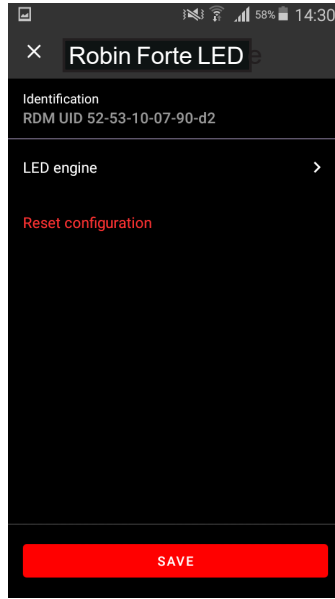 58% 14:30
Robin Forte LED
Identification
RDM UID 52-53-10-07-90-d2
LED engine
Reset configuration
SAVE